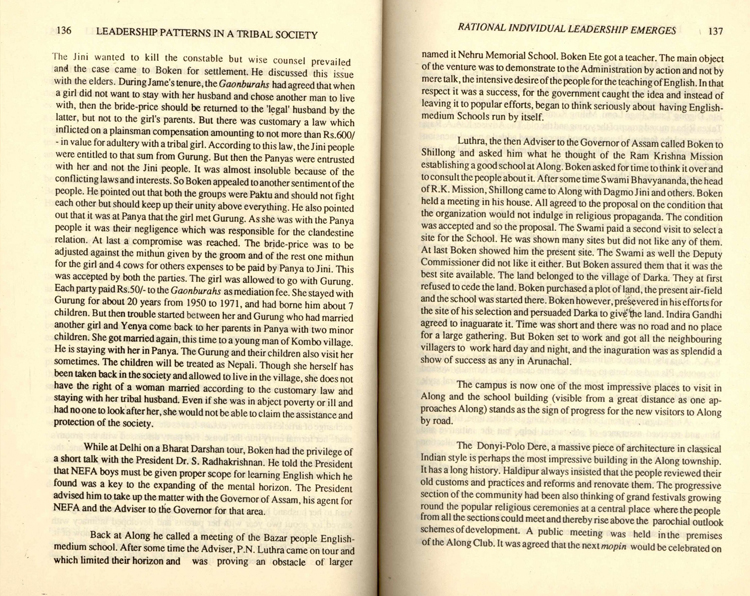 136 LEADERSHIP PATTERNS IN A TRIBAL SOCIETY
The Jini wanted to kill the constable but wise counsel prevailed
and the case came to Boken for settlement. He discussed this issue
with the elders. During Jame's tenure, the Gaonburahs had agreed that when
a girl did not want to stay with her husband and chose another man to live
with, then the bride-price should be returned to the 'legal' husband by the
latter, but not to the girl's parents. But there was customary a law which
inflicted on a plainsman compensation amounting to not more than Rs.600/
- in value for adultery with a tribal girl. According to this law, the Jini people
were entitled to that sum from Gurung. But then the Panyas were entrusted
with her and not the Jini people. It was almost insoluble because of the
conflicting laws and interests. So Boken appealed to another sentiment of the
people. He pointed out that both the groups were Paktu and should not fight
each other but should keep up their unity above everything. He also pointed
out that it was at Panya that the girl met Gurung. As she was with the Panya
people it was their negligence which was responsible for the clandestine
relation. At last a compromise was reached. The bride-price was to be
adjusted against the mithun given by the groom and of the rest one mithun
for the girl and 4 cows for others expenses to be paid by Panya to Jini. This
was accepted by both the parties. The girl was allowed to go with Gurung.
Each party paid Rs.50/- to the Gaonburahs as mediation fee. She stayed with
Gurung for about 20 years from 1950 to 1971, and had borne him about 7
children. But then trouble started between her and Gurung who had married
another girl and Yenya come back to her parents in Panya with two minor
children. She got married again, this time to a young man of Kombo village.
He is staying with her in Panya. The Gurung and their children also visit her
sometimes. The children will be treated as Nepali. Though she herself has
been taken back in the society and allowed to live in the village, she does not
have the right of a woman married according to the customary law and
staying with her tribal husband. Even if she was in abject poverty or ill and
had no one to look after her, she would not be able to claim the assistance and
protection of the society.
While at Delhi on a Bharat Darshan tour, Boken had the privilege of
a short talk with the President Dr. S. Radhakrishnan. He told the President
that NEFA boys must be given proper scope for learning English which he
found was a key to the expanding of the mental horizon. The President
advised him to take up the matter with the Governor of Assam, his agent for
NEFA and the Adviser to the Governor for that area.
Back at Along he called a meeting of the Bazar people English-
medium school. After some time the Adviser, P.N. Luthra came on tour and
which limited their horizon and was proving an obstacle of larger
RATIONAL INDIVIDUAL LEADERSHIP EMERGES 137
named it Nehru Memorial School. Boken Ete got a teacher. The main object
of the venture was to demonstrate to the Administration by action and not by
mere talk, the intensive desire of the people for the teaching of English. In that
respect it was a success, for the government caught the idea and instead of
leaving it to popular efforts, began to think seriously about having English-
medium Schools run by itself.
Luthra, the then Adviser to the Governor of Assam called Boken to
Shillong and asked him what he thought of the Ram Krishna Mission
establishing a good school at Along. Boken asked for time to think it over and
to consult the people about it. After some time Swami Bhavyananda, the head
of R.K. Mission, Shillong came to Along with Dagmo Jini and others. Boken
held a meeting in his house. All agreed to the proposal on the condition that
the organization would not indulge in religious propaganda. The condition
was accepted and so the proposal. The Swami paid a second visit to select a
site for the School. He was shown many sites but did not like any of them.
At last Boken showed him the present site. The Swami as well the Deputy
Commissioner did not like it either. But Boken assured them that it was the
best site available. The land belonged to the village of Darka. They at first
refused to cede the land. Boken purchased a plot of land, the present air-field
and the school was started there. Boken however, presevered in his efforts for
the site of his selection and persuaded Darka to give the land. Indira Gandhi
agreed to inaguarate it. Time was short and there was no road and no place
for a large gathering. But Boken set to work and got all the neighbouring
villagers to work hard day and night, and the inaguration was as splendid a
show of success as any in Arunachal.
The campus is now one of the most impressive places to visit in
Along and the school building (visible from a great distance as one ap-
proaches Along) stands as the sign of progress for the new visitors to Along
by road.
The Donyi-Polo Dere, a massive piece of architecture in classical
Indian style is perhaps the most impressive building in the Along township.
It has a long history. Haldipur always insisted that the people reviewed their
old customs and practices and reforms and renovate them. The progressive
section of the community had been also thinking of grand festivals growing
round the popular religious ceremonies at a central place where the people
from all the sections could meet and thereby rise above the parochial outlook
schemes of development. A public meeting was held in the premises
of the Along Club. It was agreed that the next mopin would be celebrated on